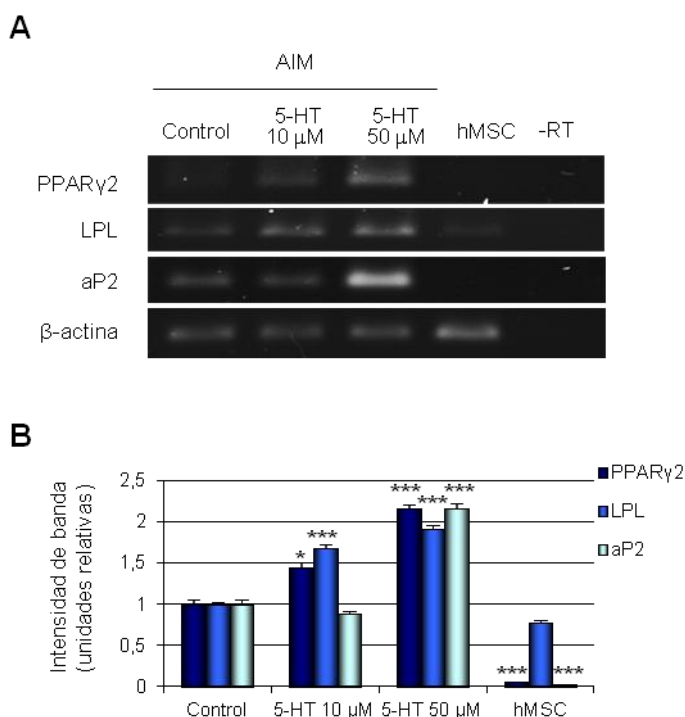 A
AIM
Control
5-HT
10 μM
5-HT
50 μM
hMSC
-RT
PPARγ2
LPL
aP2
β-actina
B
Intensidad de banda
(unidades relativas)
2,5
2
1,5
1
0,5
0
*
***
***
***
***
***
***
Control
5-HT 10 μM
5-HT 50 μM
hMSC
PPARγ2
LPL
aP2